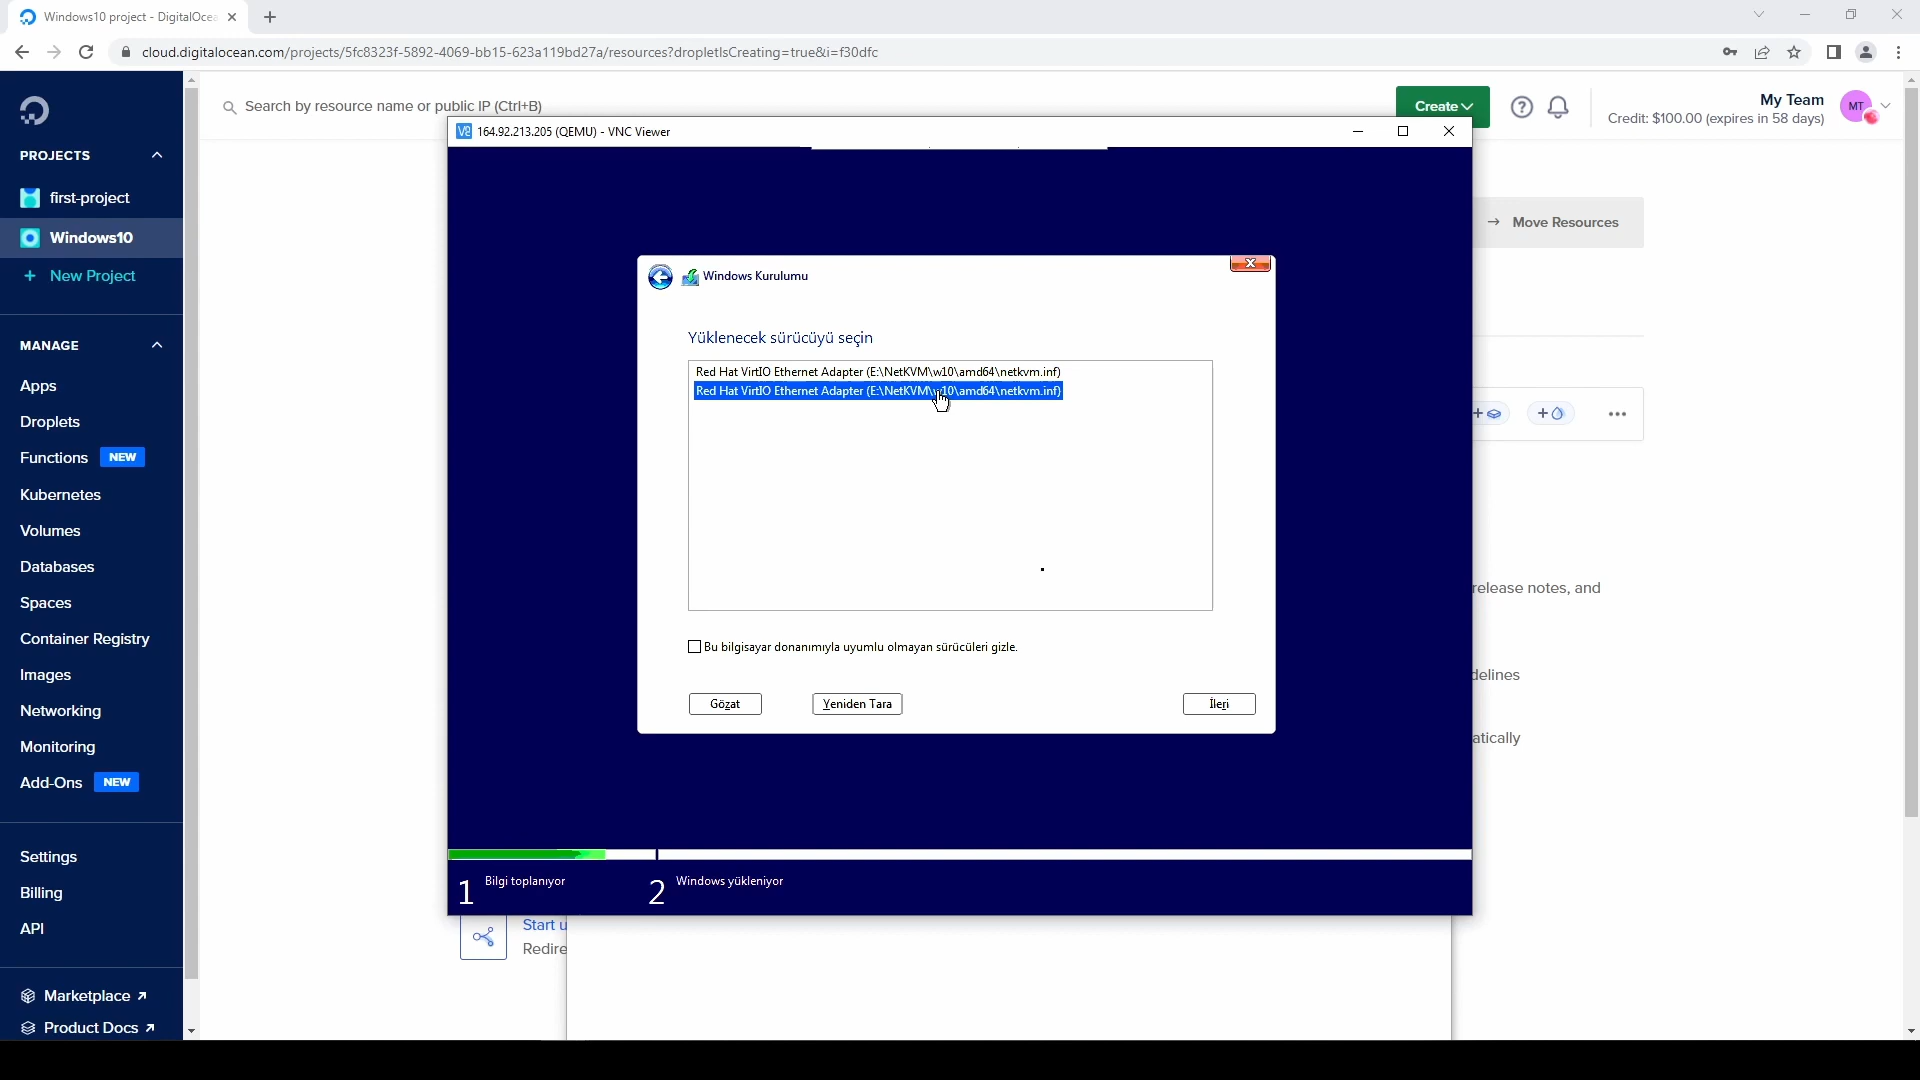 Windows10 project - DigitalOcea
cloud.digitalocean.com/projects/5fc8323f-5892-4069-bb15-623a119bd27a/resources?dropletIsCreating=true&i=f30dfc
Search by resource name or public IP (Ctrl+B)
Create
My Team
Credit: $100.00 (expires in 58 days)
MT
PROJECTS
first-project
Windows10
+ New Project
MANAGE
Apps
Droplets
Functions NEW
Kubernetes
Volumes
Databases
Spaces
Container Registry
Images
Networking
Monitoring
Add-Ons NEW
Settings
Billing
API
Marketplace
Product Docs
VE 164.92.213.205 (QEMU) - VNC Viewer
Windows Kurulumu
Yüklenecek sürücüyü seçin
Red Hat VirtIO Ethernet Adapter (E:\NetKVM\w10\amd64\netkvm.inf)
Red Hat VirtIO Ethernet Adapter (E:\NetKVM\w10\amd64\netkvm.inf)
Bu bilgisayar donanımıyla uyumlu olmayan sürücüleri gizle.
Gözat
Yeniden Tara
İleri
1 Bilgi toplanıyor
2 Windows yükleniyor
→ Move Resources
release notes, and
delines
atically
Start u
Redire